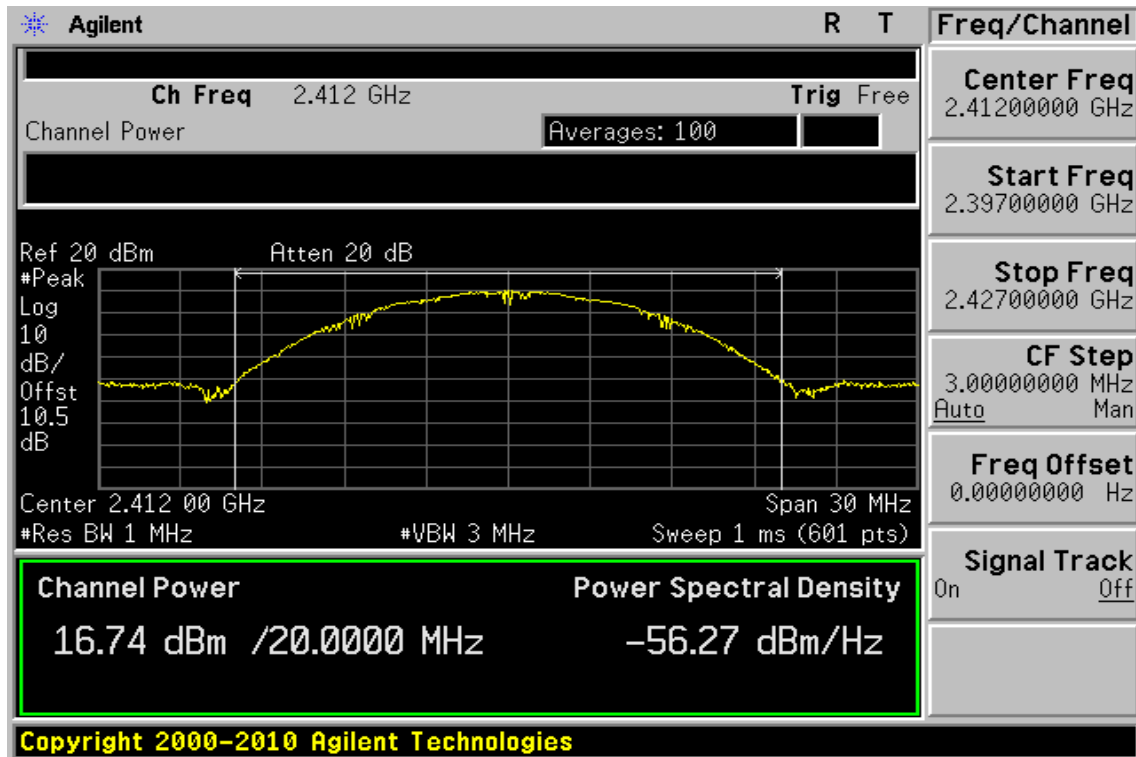 Agilent R T
Ch Freq 2.412 GHz Trig Free
Channel Power Averages: 100
Ref 20 dBm Atten 20 dB
#Peak
Log
10
dB/
Offst
10.5
dB
Center 2.412 00 GHz Span 30 MHz
#Res BW 1 MHz #VBW 3 MHz Sweep 1 ms (601 pts)
Channel Power Power Spectral Density
16.74 dBm /20.0000 MHz -56.27 dBm/Hz
Copyright 2000-2010 Agilent Technologies
Freq/Channel
Center Freq
2.41200000 GHz
Start Freq
2.39700000 GHz
Stop Freq
2.42700000 GHz
CF Step
3.00000000 MHz
Auto Man
Freq Offset
0.00000000 Hz
Signal Track
On Off